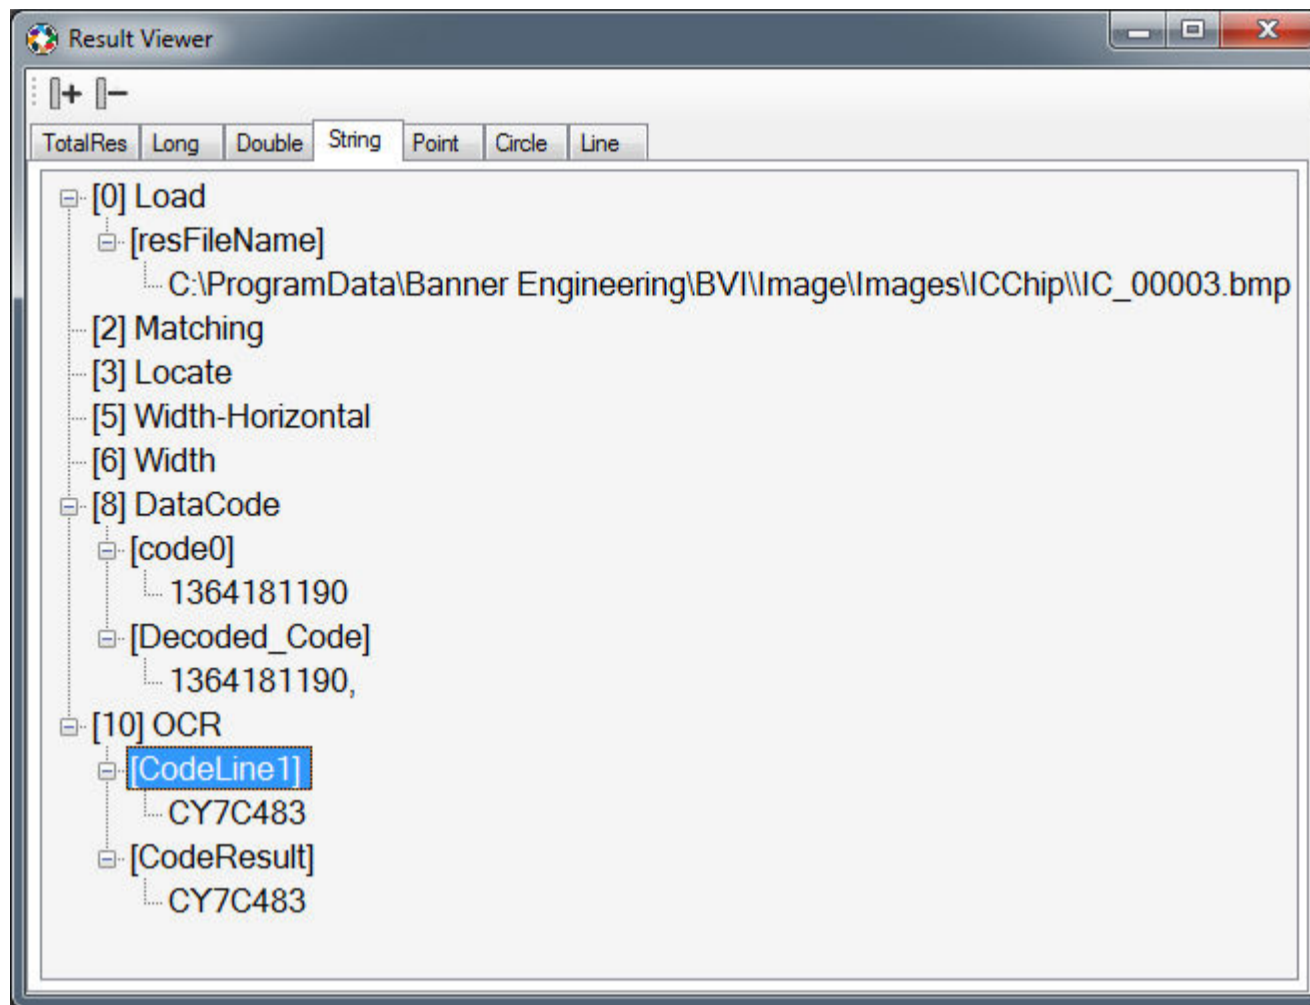 Result Viewer
TotalRes Long Double String Point Circle Line
[0] Load
[resFileName]
C:\ProgramData\Banner Engineering\BVI\Image\Images\ICChip\\IC_00003.bmp
[2] Matching
[3] Locate
[5] Width-Horizontal
[6] Width
[8] DataCode
[code0]
1364181190
[Decoded_Code]
1364181190,
[10] OCR
[CodeLine1]
CY7C483
[CodeResult]
CY7C483